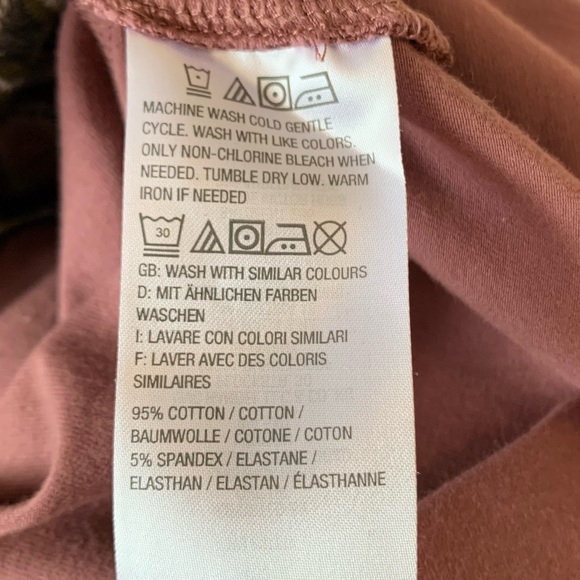 MACHINE WASH COLD GENTLE
CYCLE. WASH WITH LIKE COLORS.
ONLY NON-CHLORINE BLEACH WHEN
NEEDED. TUMBLE DRY LOW. WARM
IRON IF NEEDED
30
GB: WASH WITH SIMILAR COLOURS
D: MIT ÄHNLICHEN FARBEN
WASCHEN
I: LAVARE CON COLORI SIMILARI
F: LAVER AVEC DES COLORIS
SIMILAIRES
95% COTTON / COTTON /
BAUMWOLLE / COTONE / COTON
5% SPANDEX / ELASTANE /
ELASTHAN / ELASTAN / ÉLASTHANNE